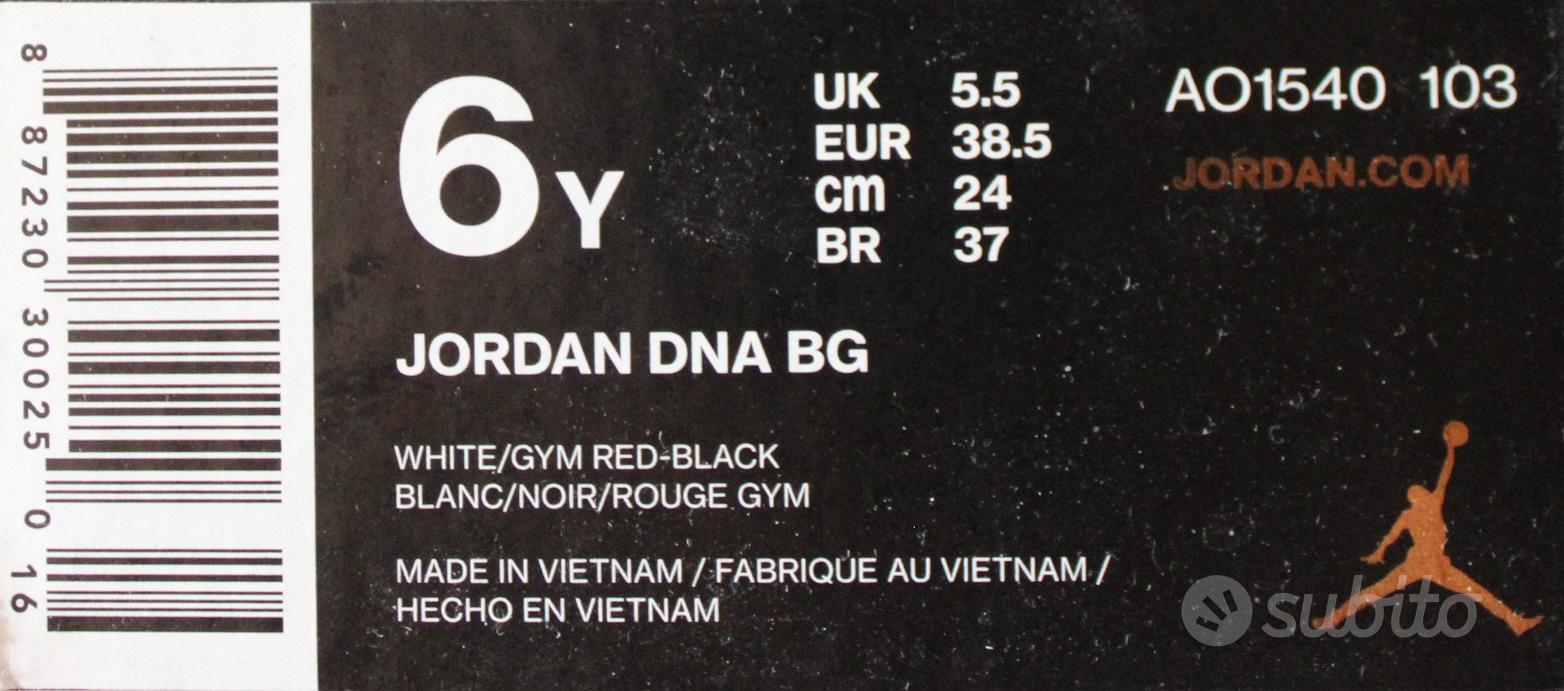 8 87230 30025 0 16
6Y
UK 5.5
EUR 38.5
cm 24
BR 37
AO1540 103
JORDAN.COM
JORDAN DNA BG
WHITE/GYM RED-BLACK
BLANC/NOIR/ROUGE GYM
MADE IN VIETNAM / FABRIQUE AU VIETNAM /
HECHO EN VIETNAM
subito